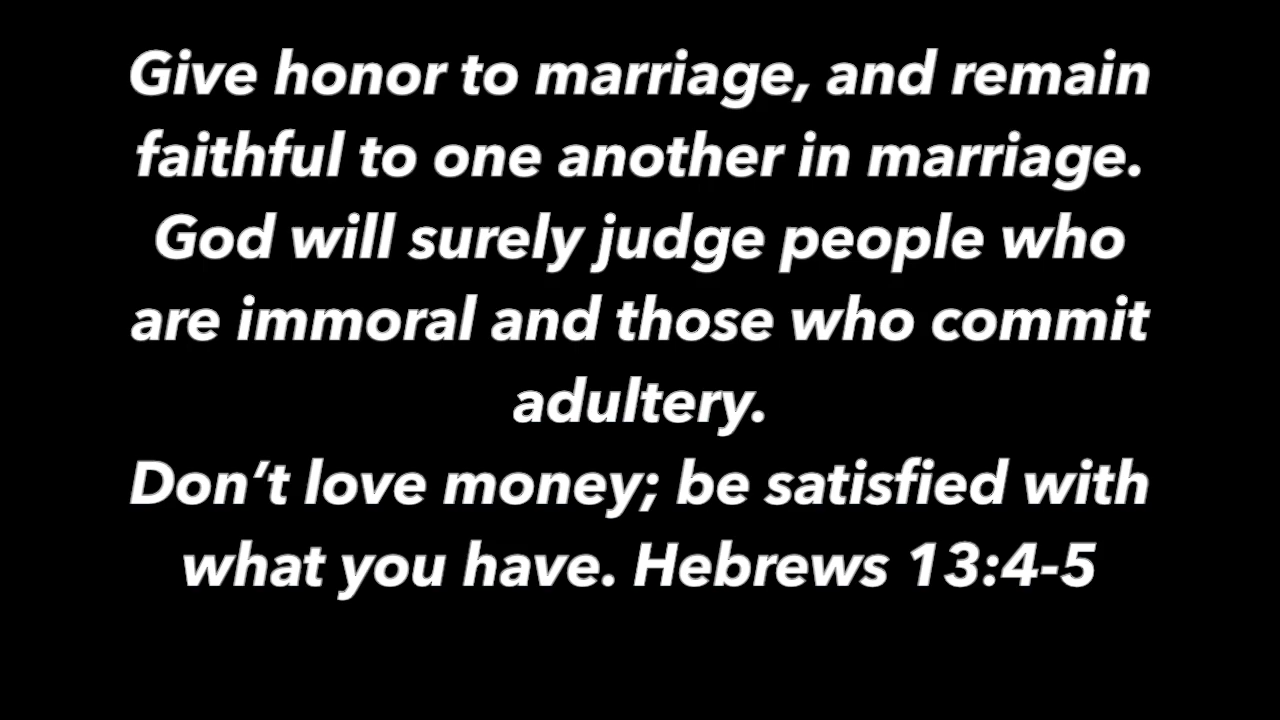 Give honor to marriage, and remain
faithful to one another in marriage.
God will surely judge people who
are immoral and those who commit
adultery.
Don’t love money; be satisfied with
what you have. Hebrews 13:4-5